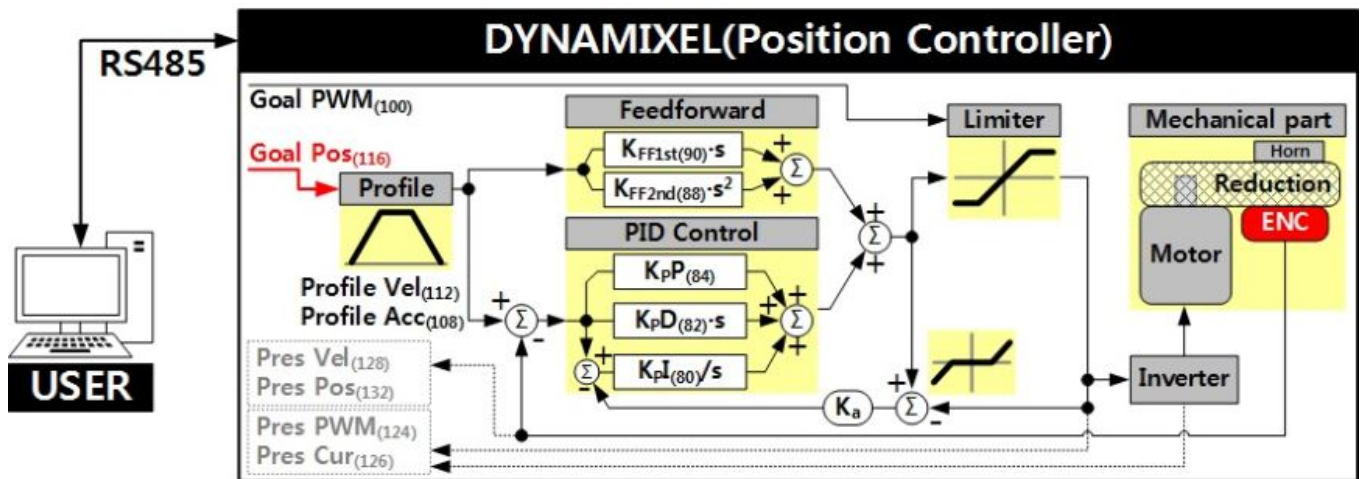 DYNAMIXEL(Position Controller)
RS485
Goal PWM(100)
Feedforward
Limiter
Mechanical part
Horn
KFF1st(90)·s
Goal Pos(116)
Profile
KFF2nd(88)·s²
Reduction
ENC
PID Control
Motor
KPP(84)
Profile Vel(112)
Profile Acc(108)
KPD(82)·s
Pres Vel(128)
Pres Pos(132)
KPI(80)/s
Inverter
USER
Ka
Pres PWM(124)
Pres Cur(126)
+
+
Σ
+
+
Σ
+
-
Σ
+
+
+
Σ
+
-
Σ
+
-
Σ